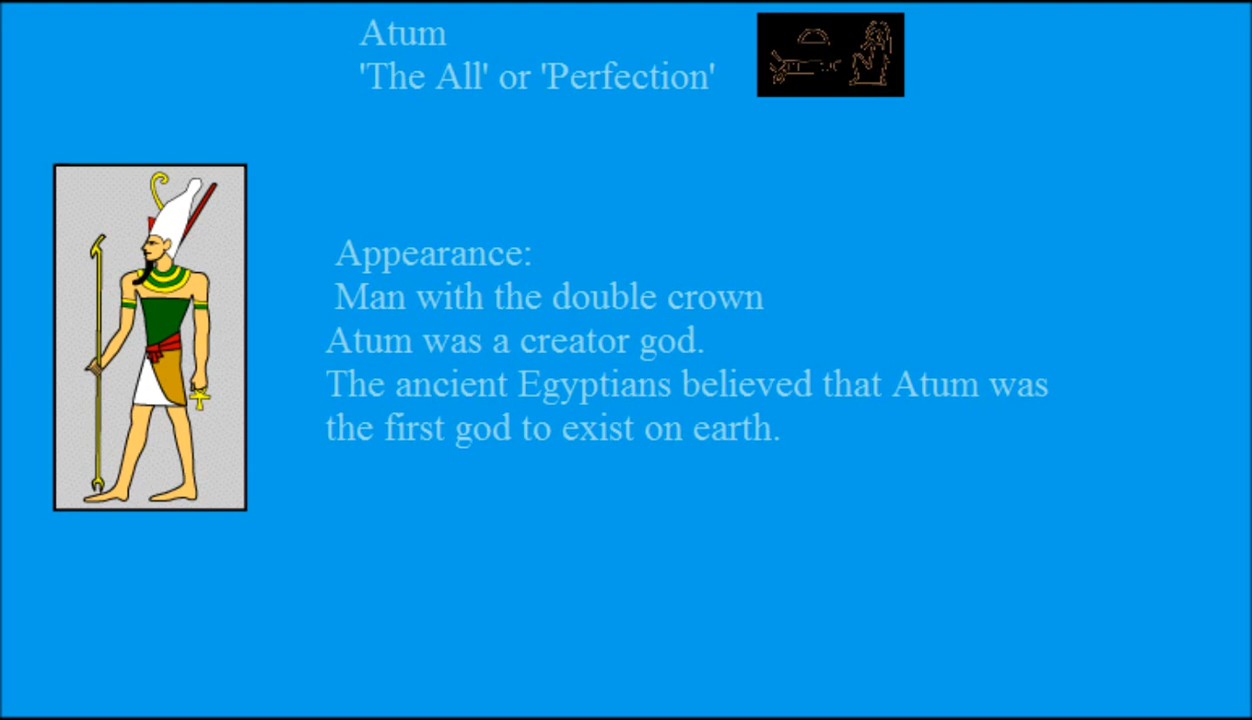 Atum
'The All' or 'Perfection'
Appearance:
Man with the double crown
Atum was a creator god.
The ancient Egyptians believed that Atum was
the first god to exist on earth.